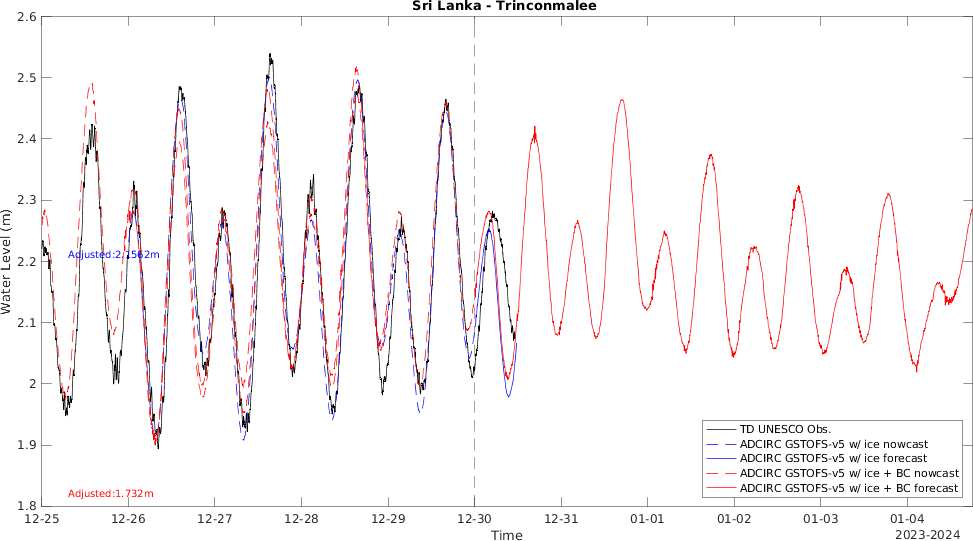 Sri Lanka - Trinconmalee
2.6
2.5
2.4
2.3
2.2
2.1
2
1.9
1.8
Water Level (m)
Adjusted:2.1562m
Adjusted:1.732m
TD UNESCO Obs.
ADCIRC GSTOFS-v5 w/ ice nowcast
ADCIRC GSTOFS-v5 w/ ice forecast
ADCIRC GSTOFS-v5 w/ ice + BC nowcast
ADCIRC GSTOFS-v5 w/ ice + BC forecast
12-25 12-26 12-27 12-28 12-29 12-30 12-31 01-01 01-02 01-03 01-04
Time
2023-2024